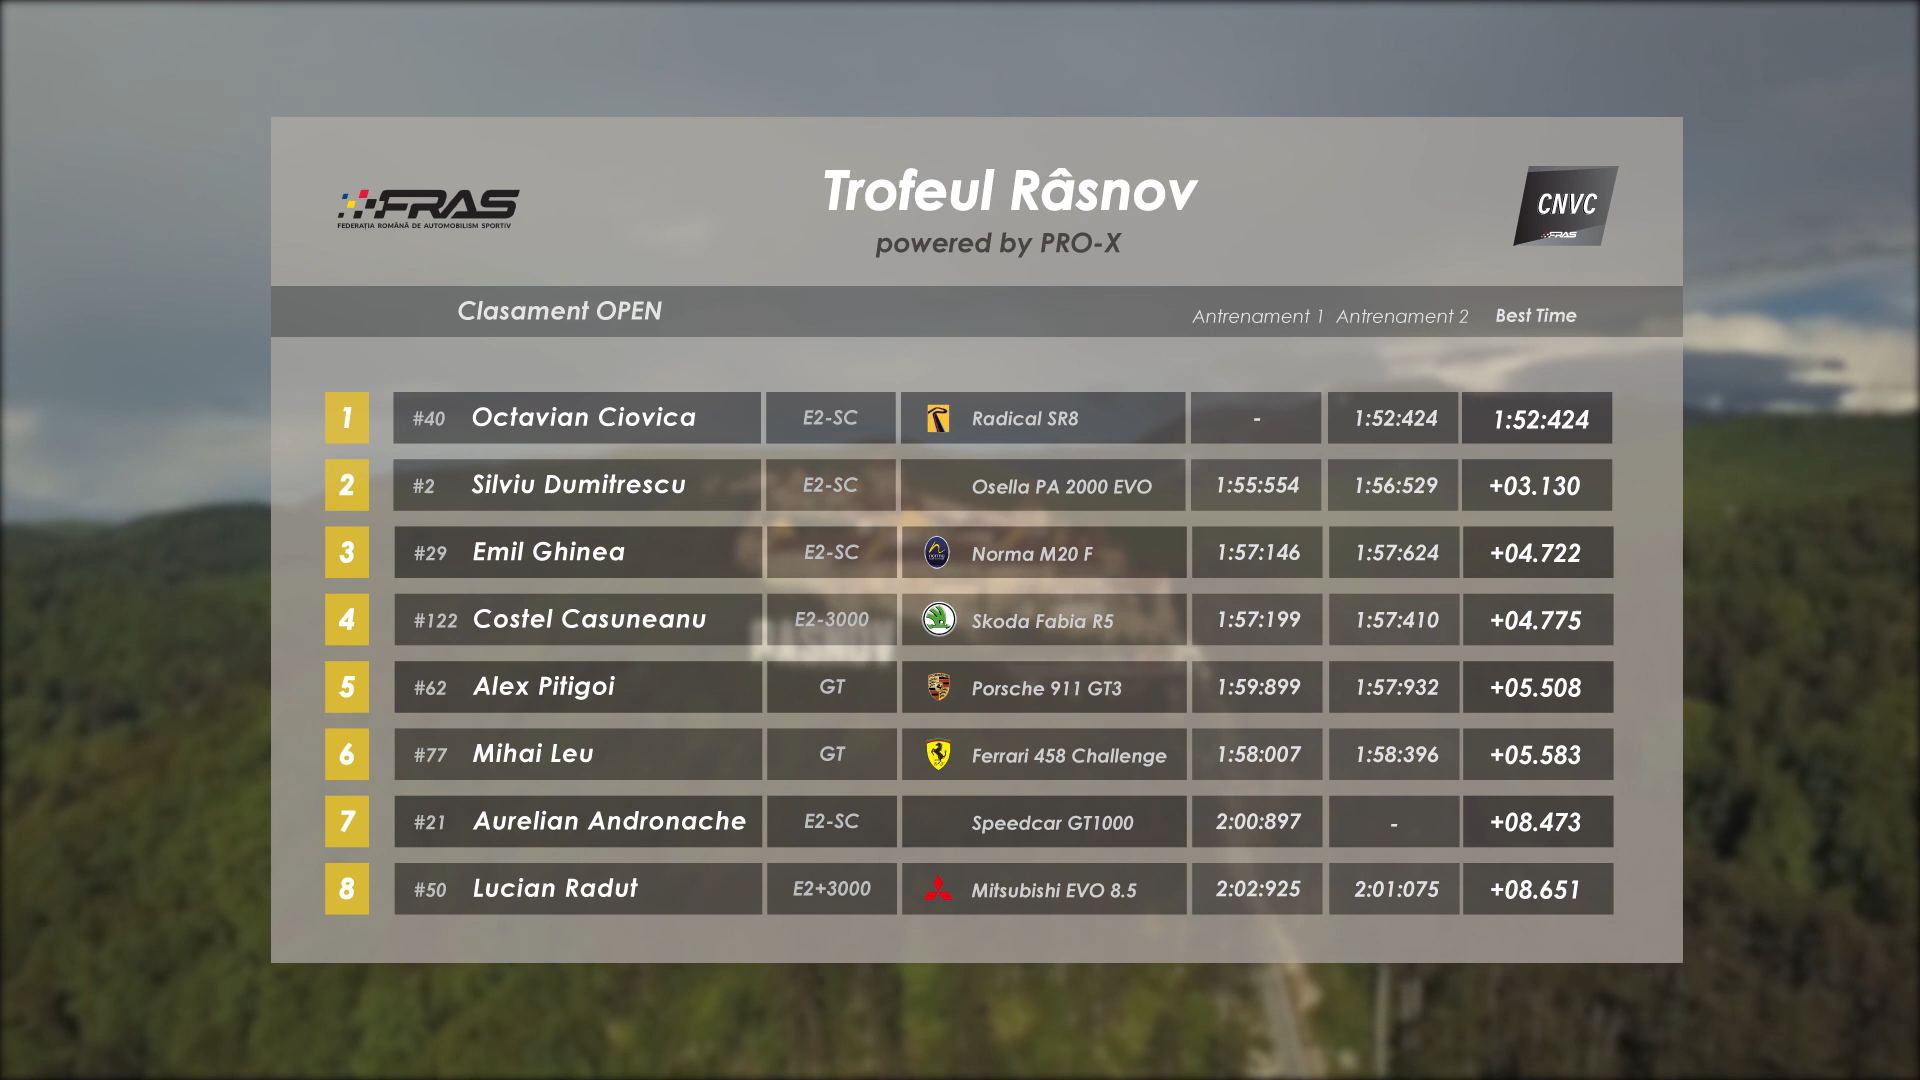 FRAS
FEDERAȚIA ROMÂNĂ DE AUTOMOBILISM SPORTIV
Trofeul Râsnov
powered by PRO-X
CNVC
FRAS
Clasament OPEN Antrenament 1 Antrenament 2 Best Time
1 #40 Octavian Ciovica E2-SC Radical SR8 - 1:52:424 1:52:424
2 #2 Silviu Dumitrescu E2-SC Osella PA 2000 EVO 1:55:554 1:56:529 +03.130
3 #29 Emil Ghinea E2-SC norma Norma M20 F 1:57:146 1:57:624 +04.722
4 #122 Costel Casuneanu E2-3000 Skoda Fabia R5 1:57:199 1:57:410 +04.775
RASNOV
5 #62 Alex Pitigoi GT Porsche 911 GT3 1:59:899 1:57:932 +05.508
6 #77 Mihai Leu GT Ferrari 458 Challenge 1:58:007 1:58:396 +05.583
7 #21 Aurelian Andronache E2-SC Speedcar GT1000 2:00:897 - +08.473
8 #50 Lucian Radut E2+3000 Mitsubishi EVO 8.5 2:02:925 2:01:075 +08.651